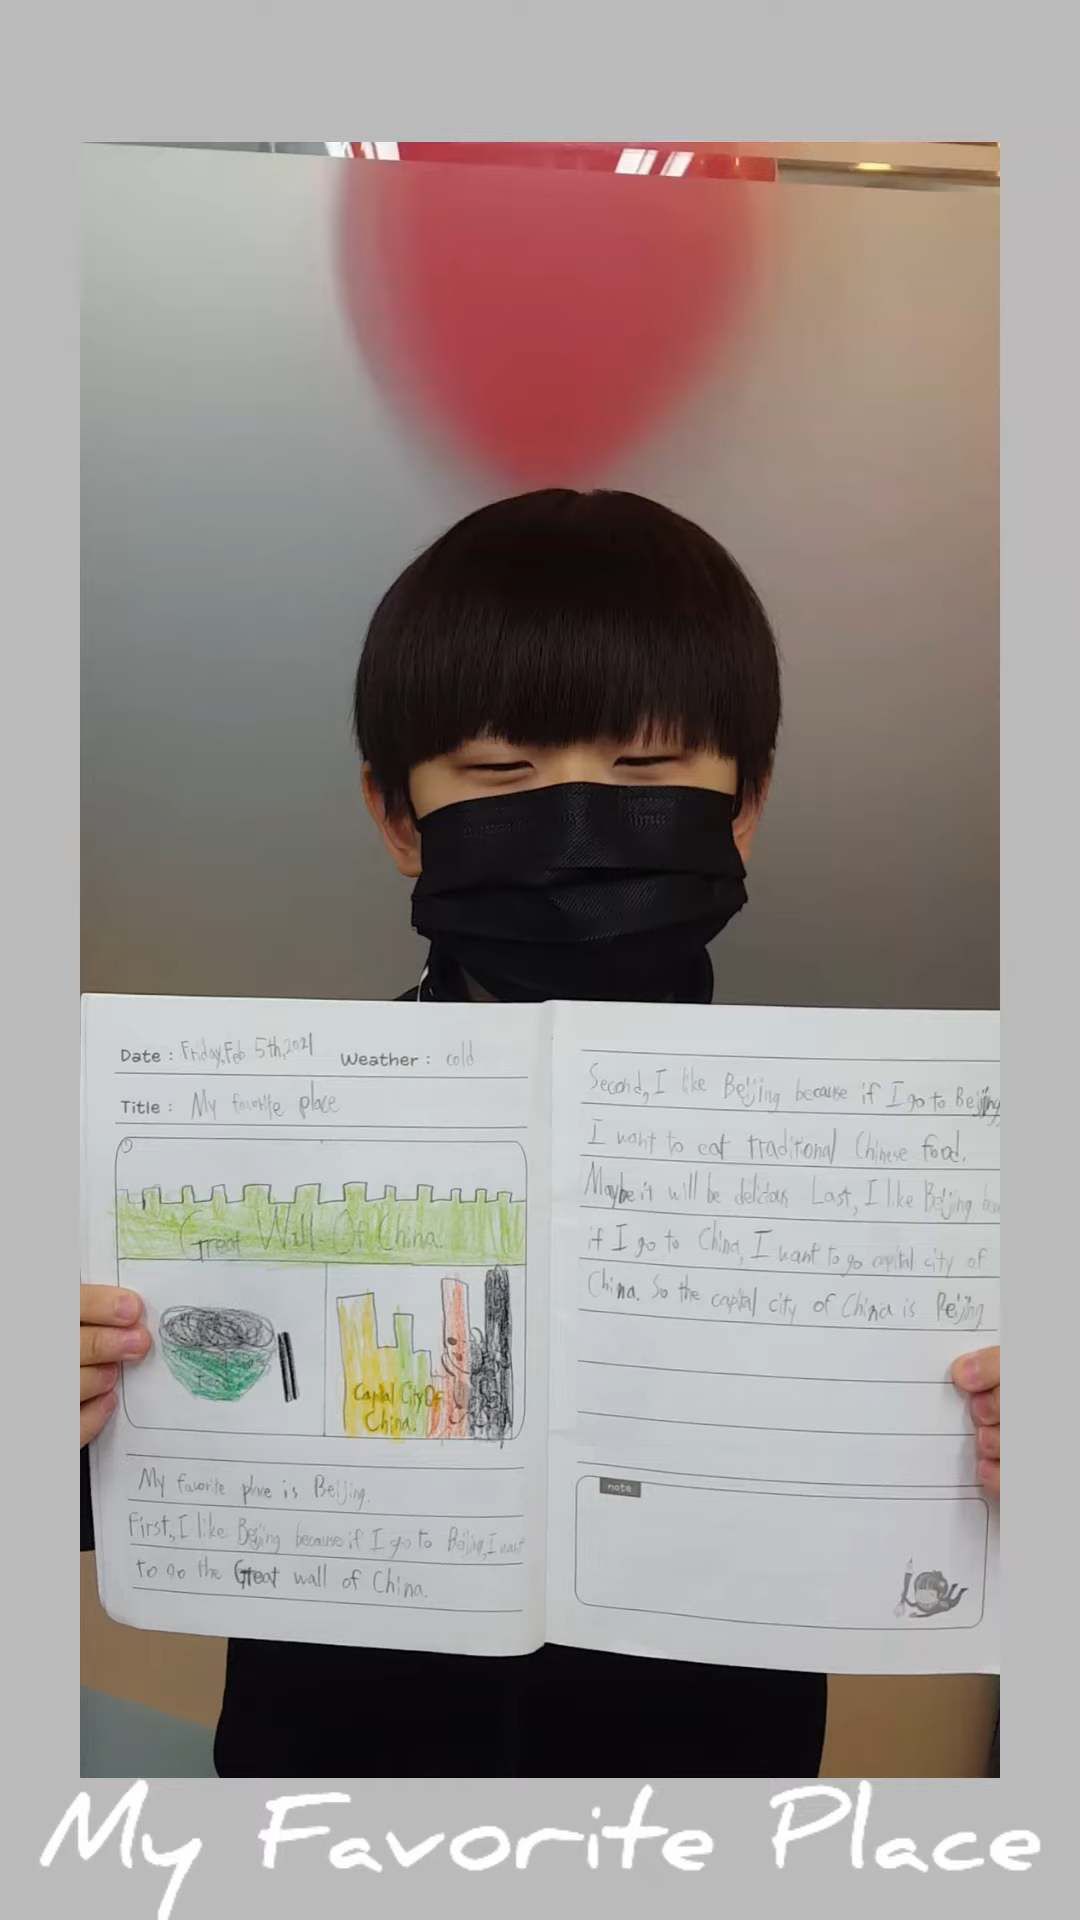 Date : Friday,Feb 5th,2021 Weather : cold
Title : My favorite place
Great Wall Of China.
Capital City Of
China.
My favorite place is Beijing.
First, I like Beijing because if I go to Beijing, I want
to go the Great wall of China.
Second, I like Beijing because if I go to Beijing,
I want to eat traditional Chinese food.
Maybe it will be delicious Last, I like Beijing
if I go to China, I want to go capital city of
China. So the capital city of China is Beijing
note
My Favorite Place